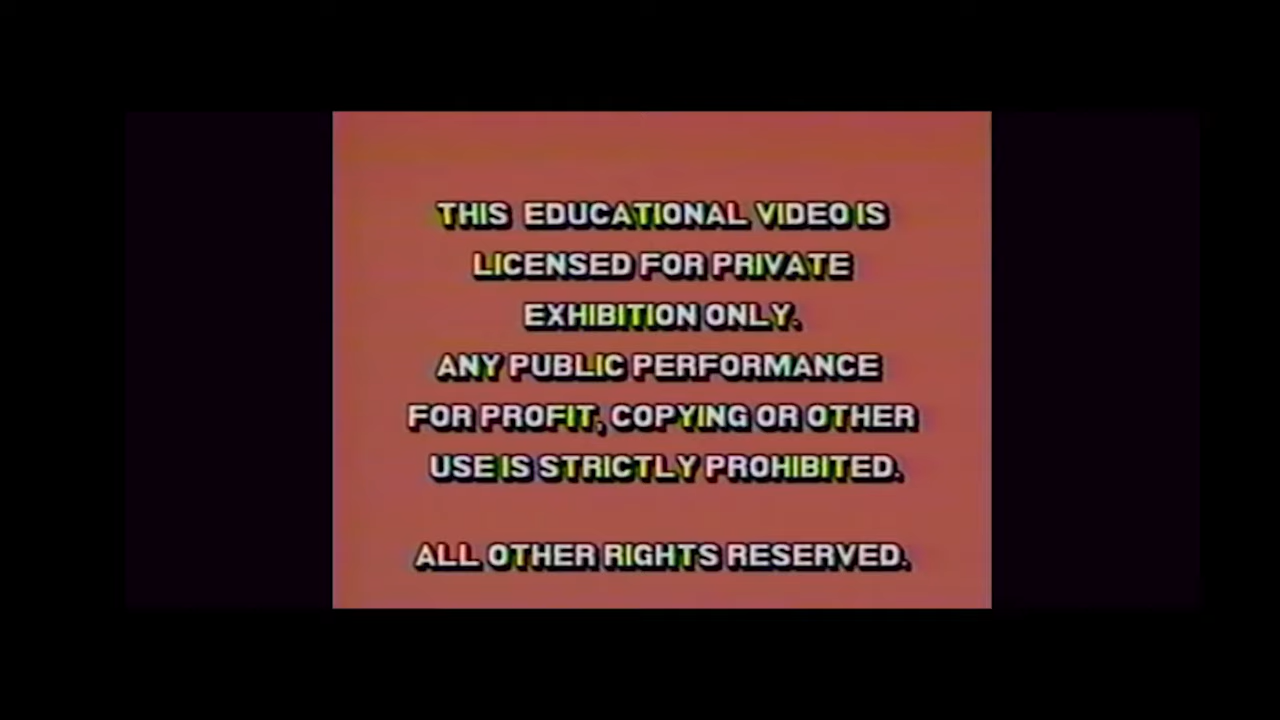 THIS EDUCATIONAL VIDEO IS
LICENSED FOR PRIVATE
EXHIBITION ONLY.
ANY PUBLIC PERFORMANCE
FOR PROFIT, COPYING OR OTHER
USE IS STRICTLY PROHIBITED.
ALL OTHER RIGHTS RESERVED.